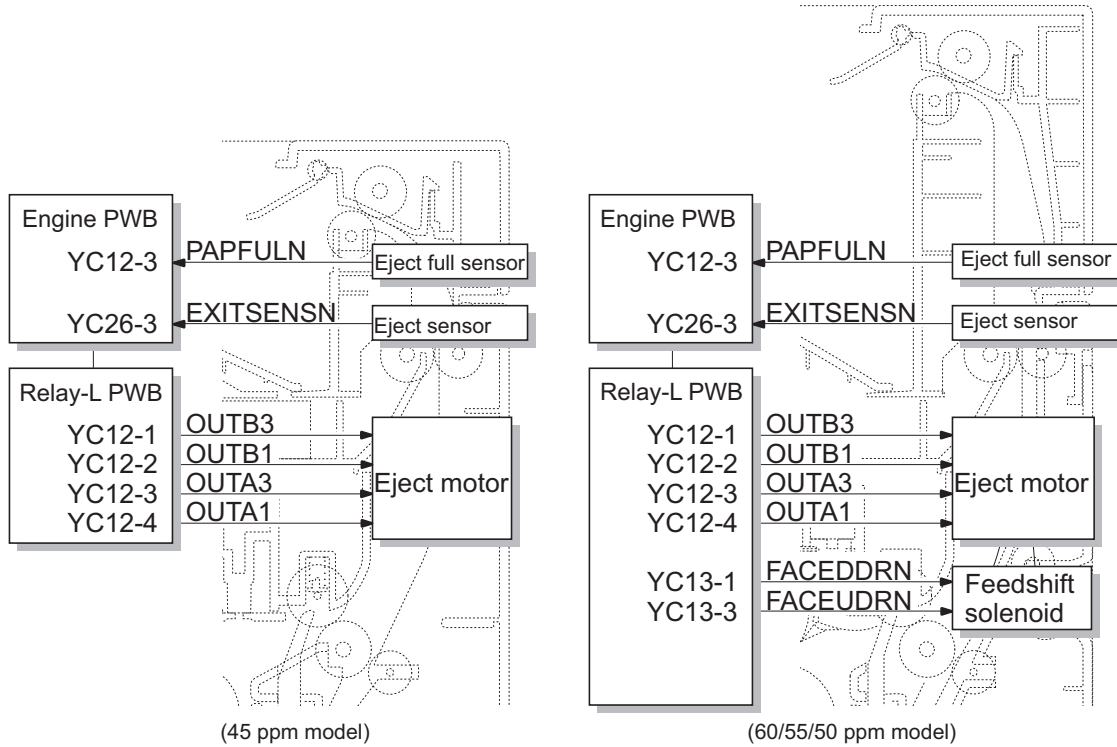 Engine PWB
YC12-3
PAPFULN
Eject full sensor
YC26-3
EXITSENSN
Eject sensor
Relay-L PWB
YC12-1
OUTB3
YC12-2
OUTB1
YC12-3
OUTA3
YC12-4
OUTA1
Eject motor
(45 ppm model)
Engine PWB
YC12-3
PAPFULN
Eject full sensor
YC26-3
EXITSENSN
Eject sensor
Relay-L PWB
YC12-1
OUTB3
YC12-2
OUTB1
YC12-3
OUTA3
YC12-4
OUTA1
Eject motor
YC13-1
FACEDDRN
YC13-3
FACEUDRN
Feedshift
solenoid
(60/55/50 ppm model)